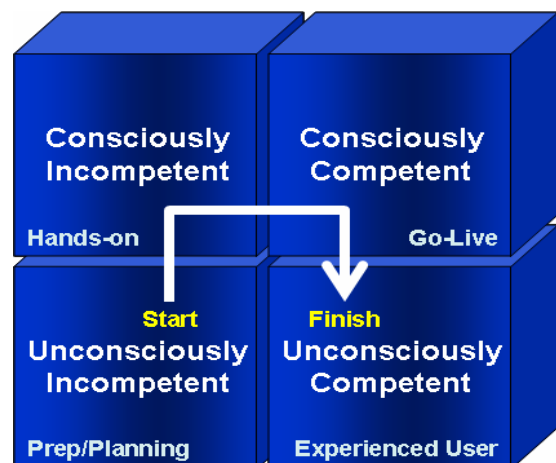 Consciously
Incompetent
Hands-on
Consciously
Competent
Go-Live
Start
Unconsciously
Incompetent
Prep/Planning
Finish
Unconsciously
Competent
Experienced User